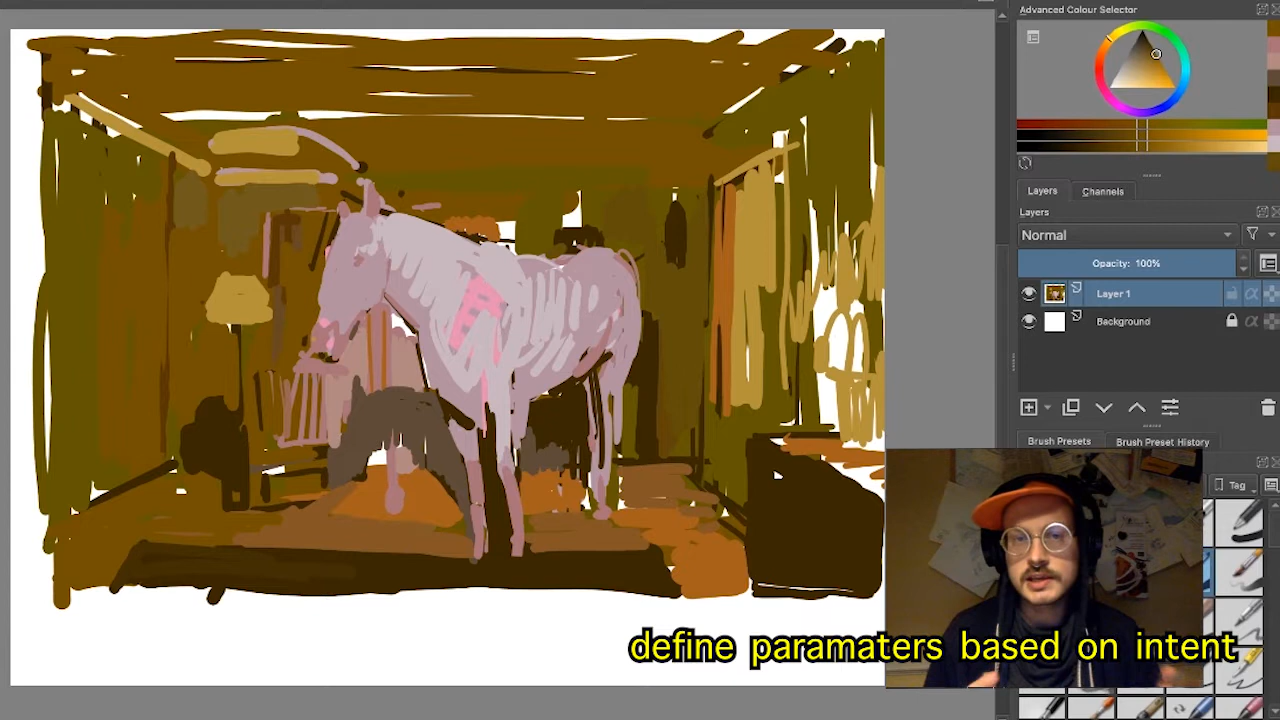 Advanced Colour Selector
Layers
Channels
Layers
Normal
Opacity: 100%
Layer 1
Background
Brush Presets
Brush Preset History
Tag
define paramaters based on intent